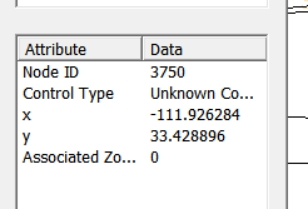 Attribute Data
Node ID 3750
Control Type Unknown Co...
x -111.926284
y 33.428896
Associated Zo... 0